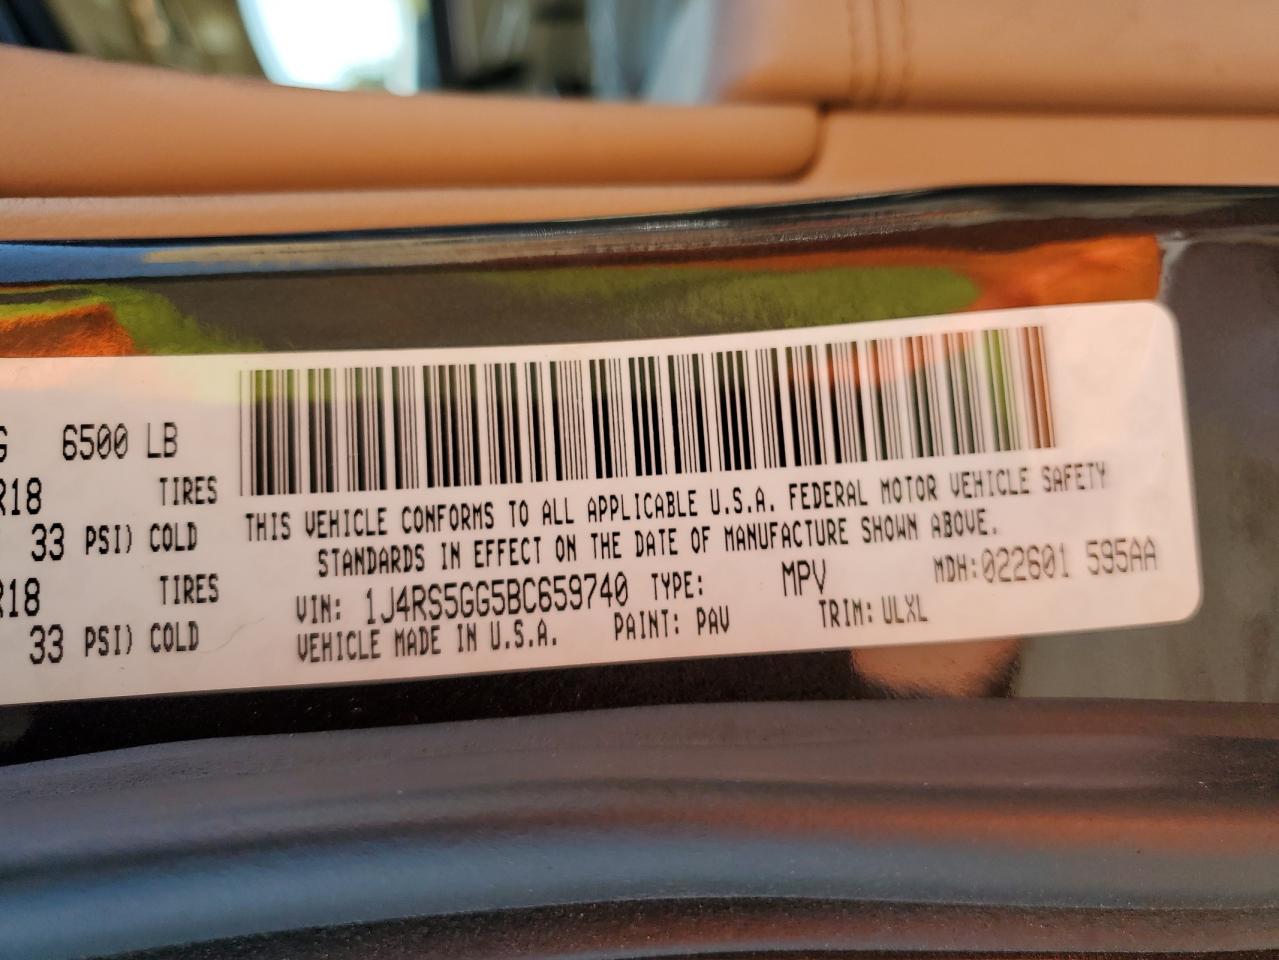 G 6500 LB
R18 TIRES
33 PSI) COLD
R18 TIRES
33 PSI) COLD
THIS VEHICLE CONFORMS TO ALL APPLICABLE U.S.A. FEDERAL MOTOR VEHICLE SAFETY
STANDARDS IN EFFECT ON THE DATE OF MANUFACTURE SHOWN ABOVE.
VIN: 1J4RS5GG5BC659740 TYPE: MPV MDH:022601 595AA
VEHICLE MADE IN U.S.A. PAINT: PAV TRIM: ULXL